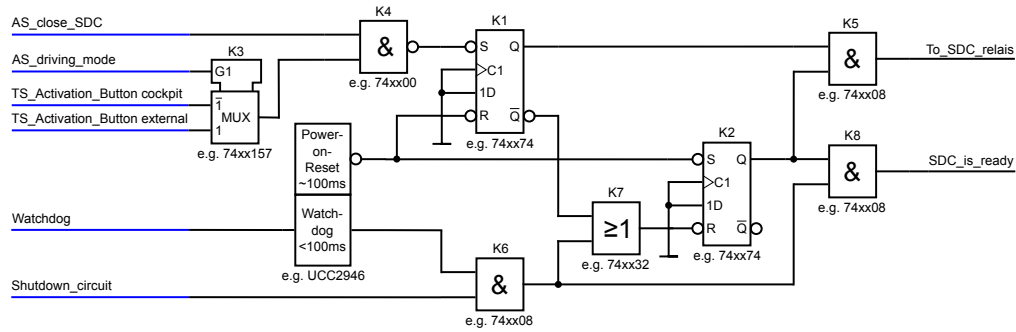 AS_close_SDC
AS_driving_mode
TS_Activation_Button cockpit
TS_Activation_Button external
Watchdog
Shutdown_circuit
K3
G1
1
1
MUX
e.g. 74xx157
K4
&
e.g. 74xx00
K1
S
Q
C1
1D
R
Q
e.g. 74xx74
Power-
on-
Reset
~100ms
Watch-
dog
<100ms
e.g. UCC2946
K6
&
e.g. 74xx08
K7
≥1
e.g. 74xx32
K2
S
Q
C1
1D
R
Q
e.g. 74xx74
K5
&
e.g. 74xx08
To_SDC_relais
K8
&
e.g. 74xx08
SDC_is_ready